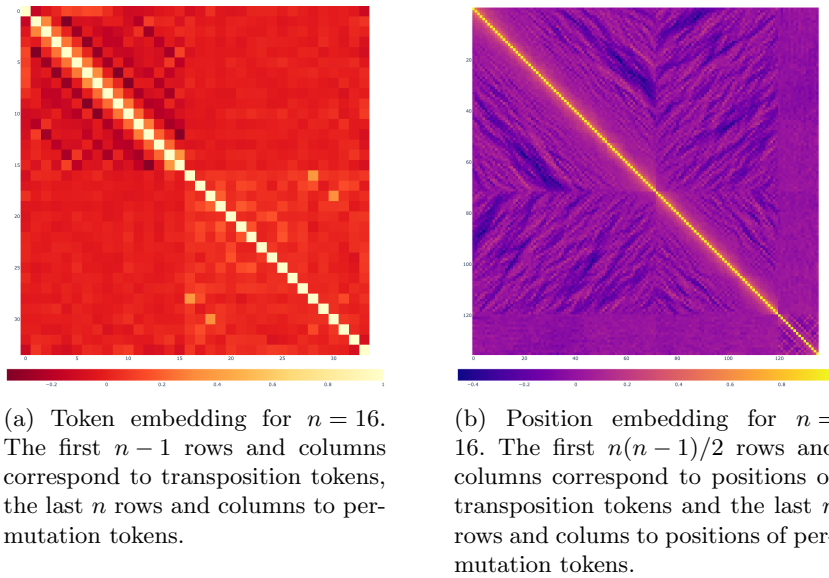 0
5
10
15
20
25
30
0 5 10 15 20 25 30
−0.2 0 0.2 0.4 0.6 0.8 1
20
40
60
80
100
120
0 20 40 60 80 100 120
−0.4 −0.2 0 0.2 0.4 0.6 0.8
(a) Token embedding for n = 16.
The first n − 1 rows and columns
correspond to transposition tokens,
the last n rows and columns to per-
mutation tokens.
(b) Position embedding for n =
16. The first n(n − 1)/2 rows and
columns correspond to positions o
transposition tokens and the last n
rows and colums to positions of per-
mutation tokens.